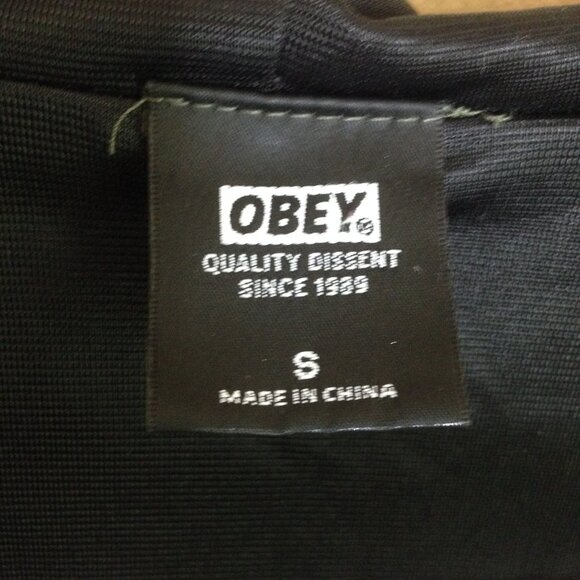 OBEY
QUALITY DISSENT
SINCE 1989
S
MADE IN CHINA